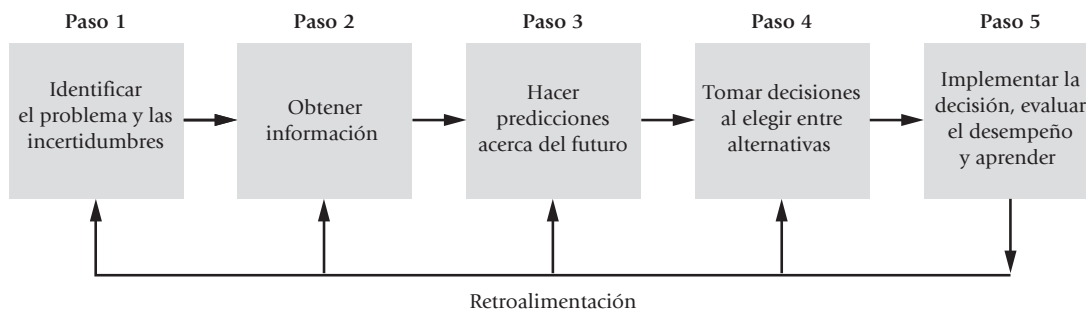 Paso 1
Paso 2
Paso 3
Paso 4
Paso 5
Identificar
el problema y las
incertidumbres
Obtener
información
Hacer
predicciones
acerca del futuro
Tomar decisiones
al elegir entre
alternativas
Implementar la
decisión, evaluar
el desempeño
y aprender
Retroalimentación